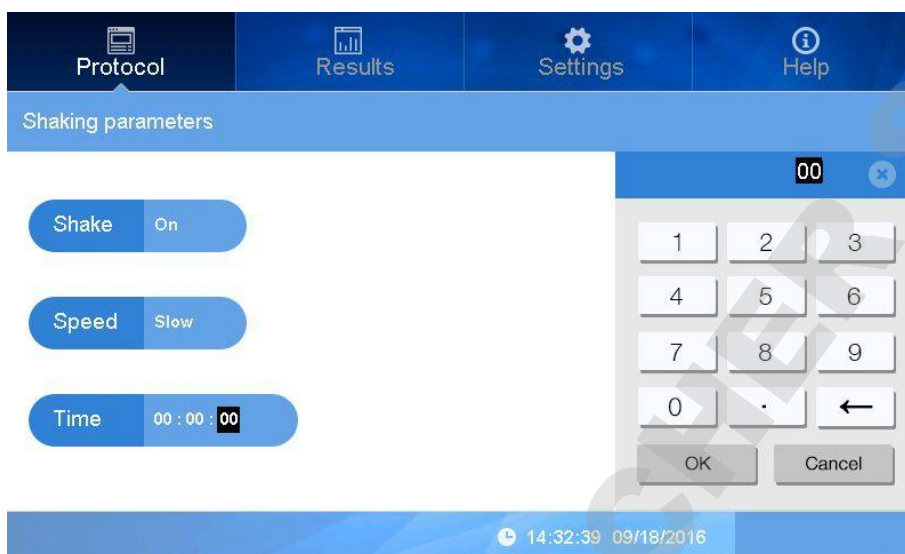 Protocol Results Settings Help
Shaking parameters
00
Shake On
1 2 3
Speed Slow
4 5 6
7 8 9
Time 00 : 00 : 00
0 . ←
OK Cancel
14:32:39 09/18/2016
CHER